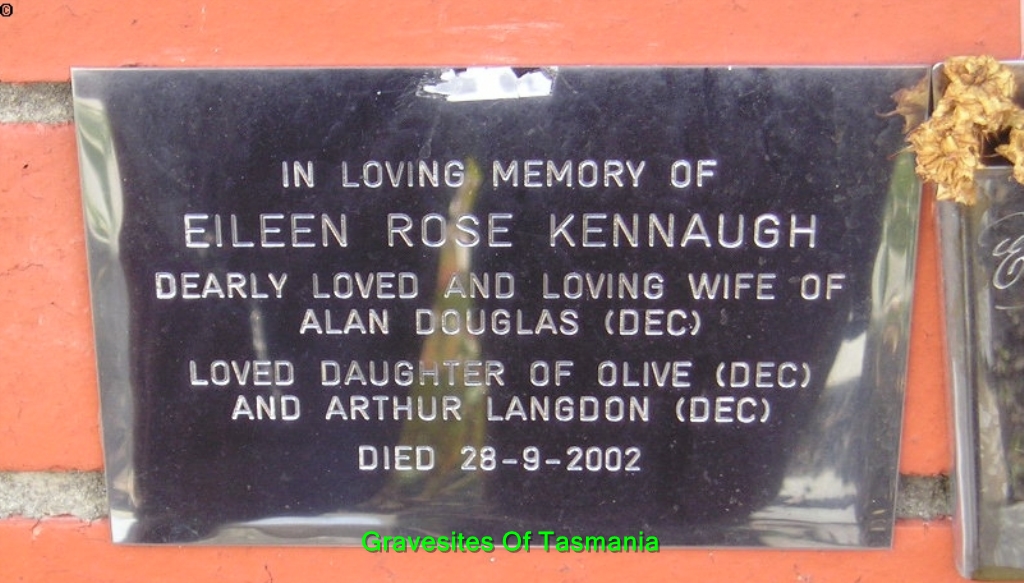 ©
IN LOVING MEMORY OF
EILEEN ROSE KENNAUGH
DEARLY LOVED AND LOVING WIFE OF
ALAN DOUGLAS (DEC)
LOVED DAUGHTER OF OLIVE (DEC)
AND ARTHUR LANGDON (DEC)
DIED 28-9-2002
Gravesites Of Tasmania